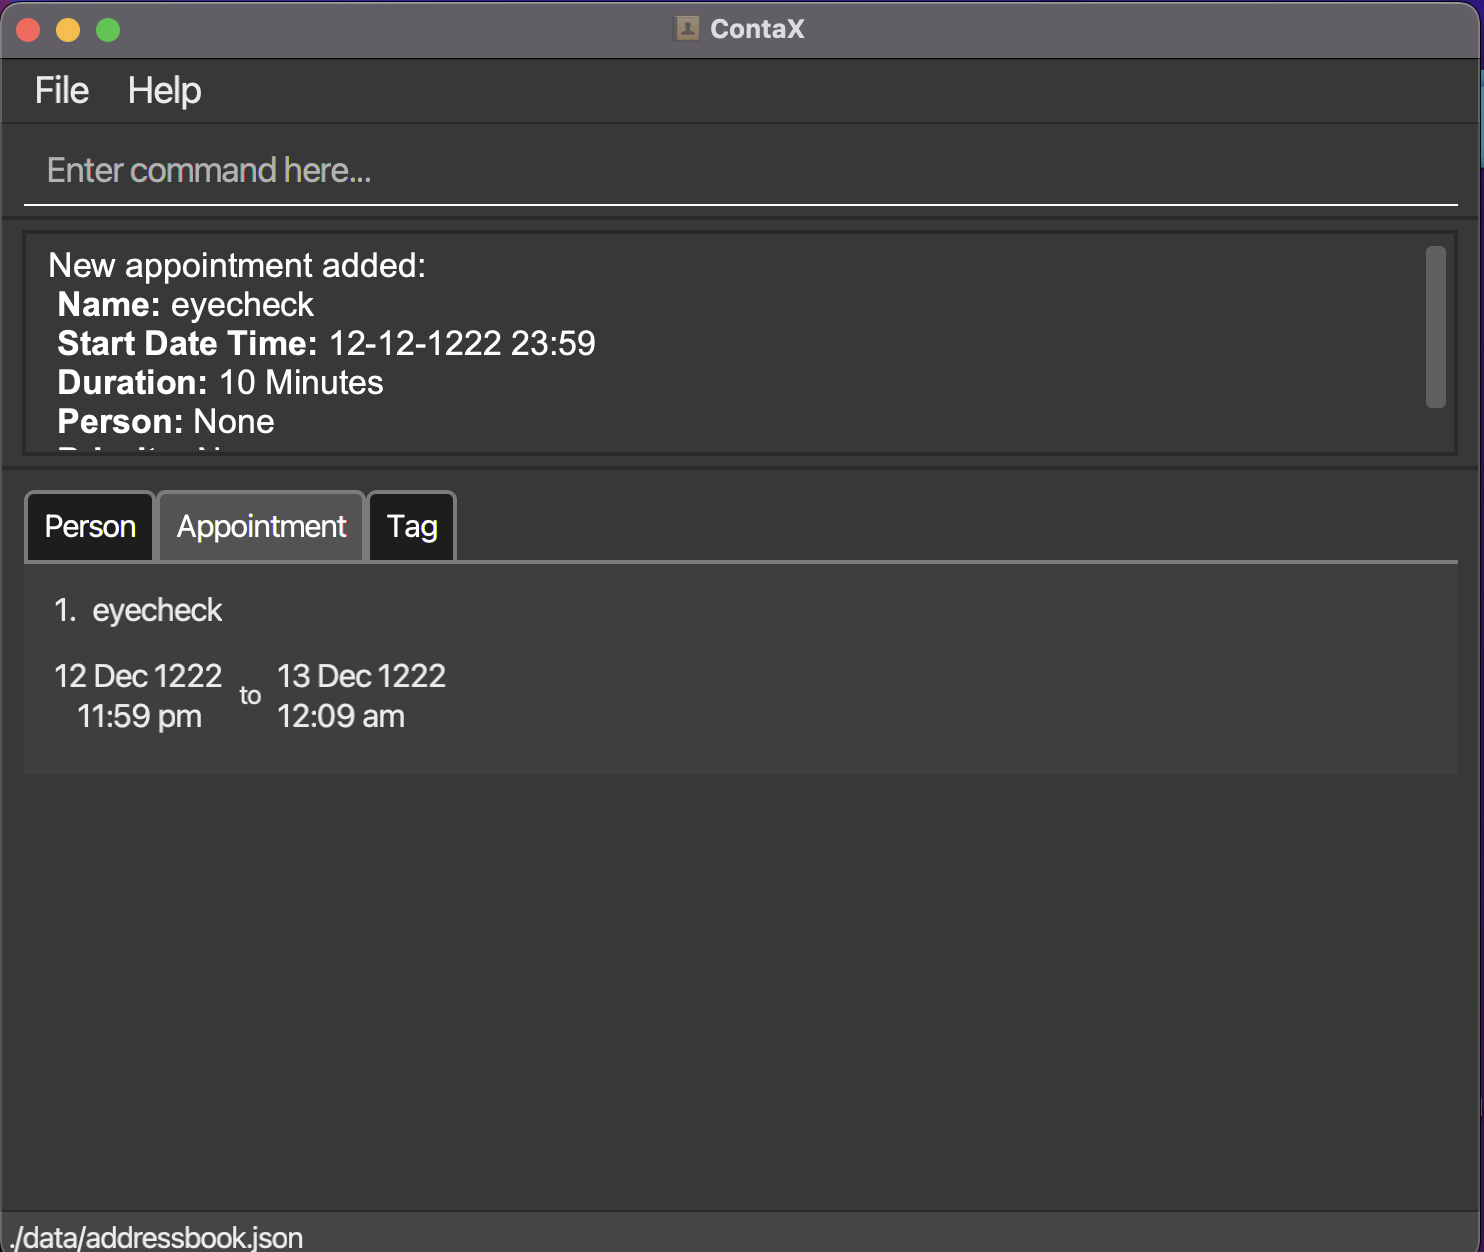 ContaX
File Help
Enter command here...
New appointment added:
Name: eyecheck
Start Date Time: 12-12-1222 23:59
Duration: 10 Minutes
Person: None
Person Appointment Tag
1. eyecheck
12 Dec 1222 to 13 Dec 1222
11:59 pm 12:09 am
./data/addressbook.json